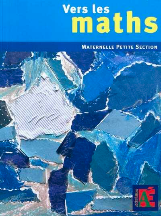 Vers les
maths
MATERNELLE PETITE SECTION